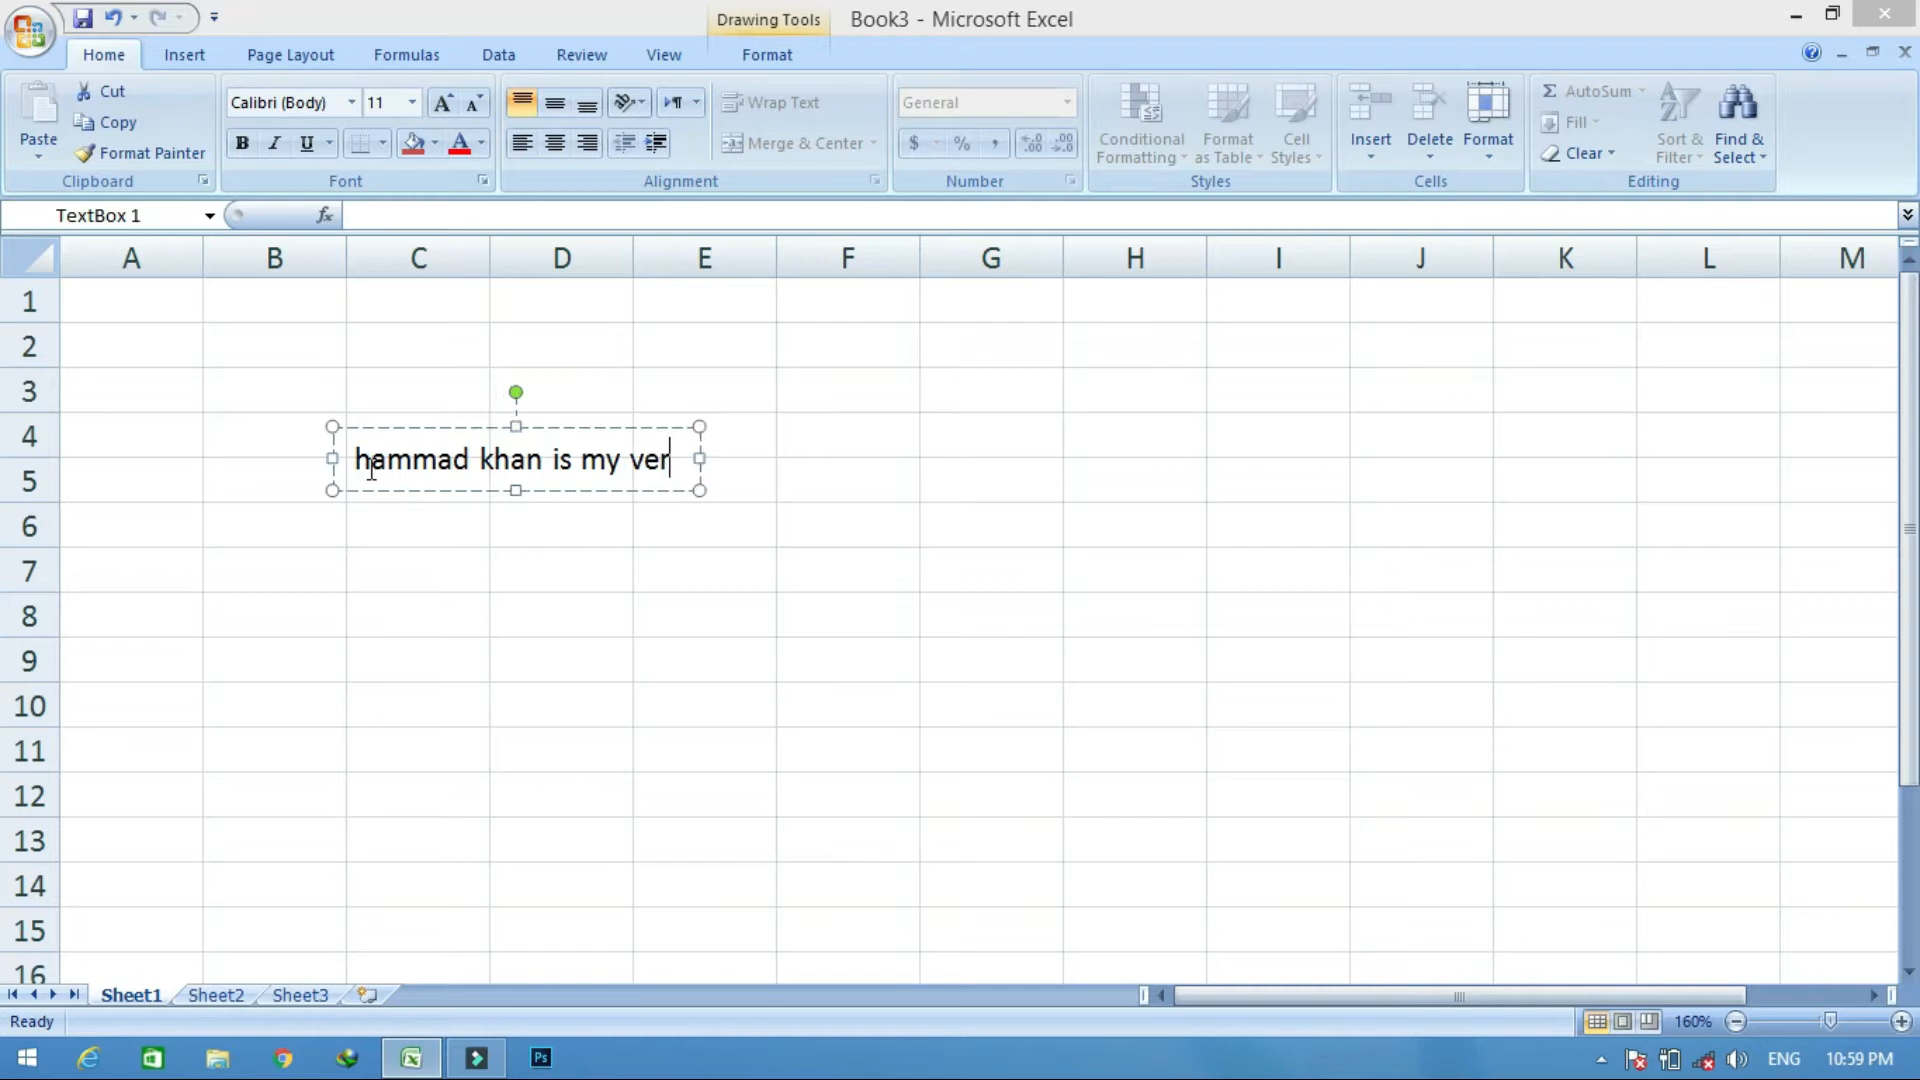 Drawing Tools
Book3 - Microsoft Excel
Home Insert Page Layout Formulas Data Review View Format
Paste
Cut
Copy
Format Painter
Clipboard
Calibri (Body) 11
B I U
Font
Wrap Text
Merge & Center
Alignment
General
$ % ,
Number
Conditional Formatting
Format as Table
Cell Styles
Styles
Insert
Delete
Format
Cells
Σ AutoSum
Fill
Clear
Sort & Filter
Find & Select
Editing
TextBox 1 fx
A B C D E F G H I J K L M
1
2
3
4
hammad khan is my ver
5
6
7
8
9
10
11
12
13
14
15
16
Sheet1 Sheet2 Sheet3
Ready 160%
Ps ENG 10:59 PM